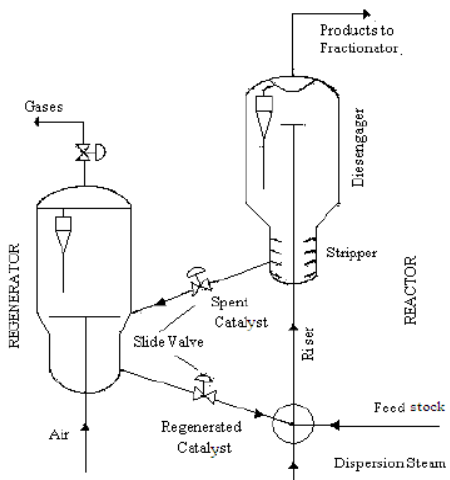 Products to
Fractionator
Gases
Diesengager
REGENERATOR
Stripper
REACTOR
Spent
Catalyst
Slide Valve
Riser
Feed stock
Air
Regenerated
Catalyst
Dispersion Steam